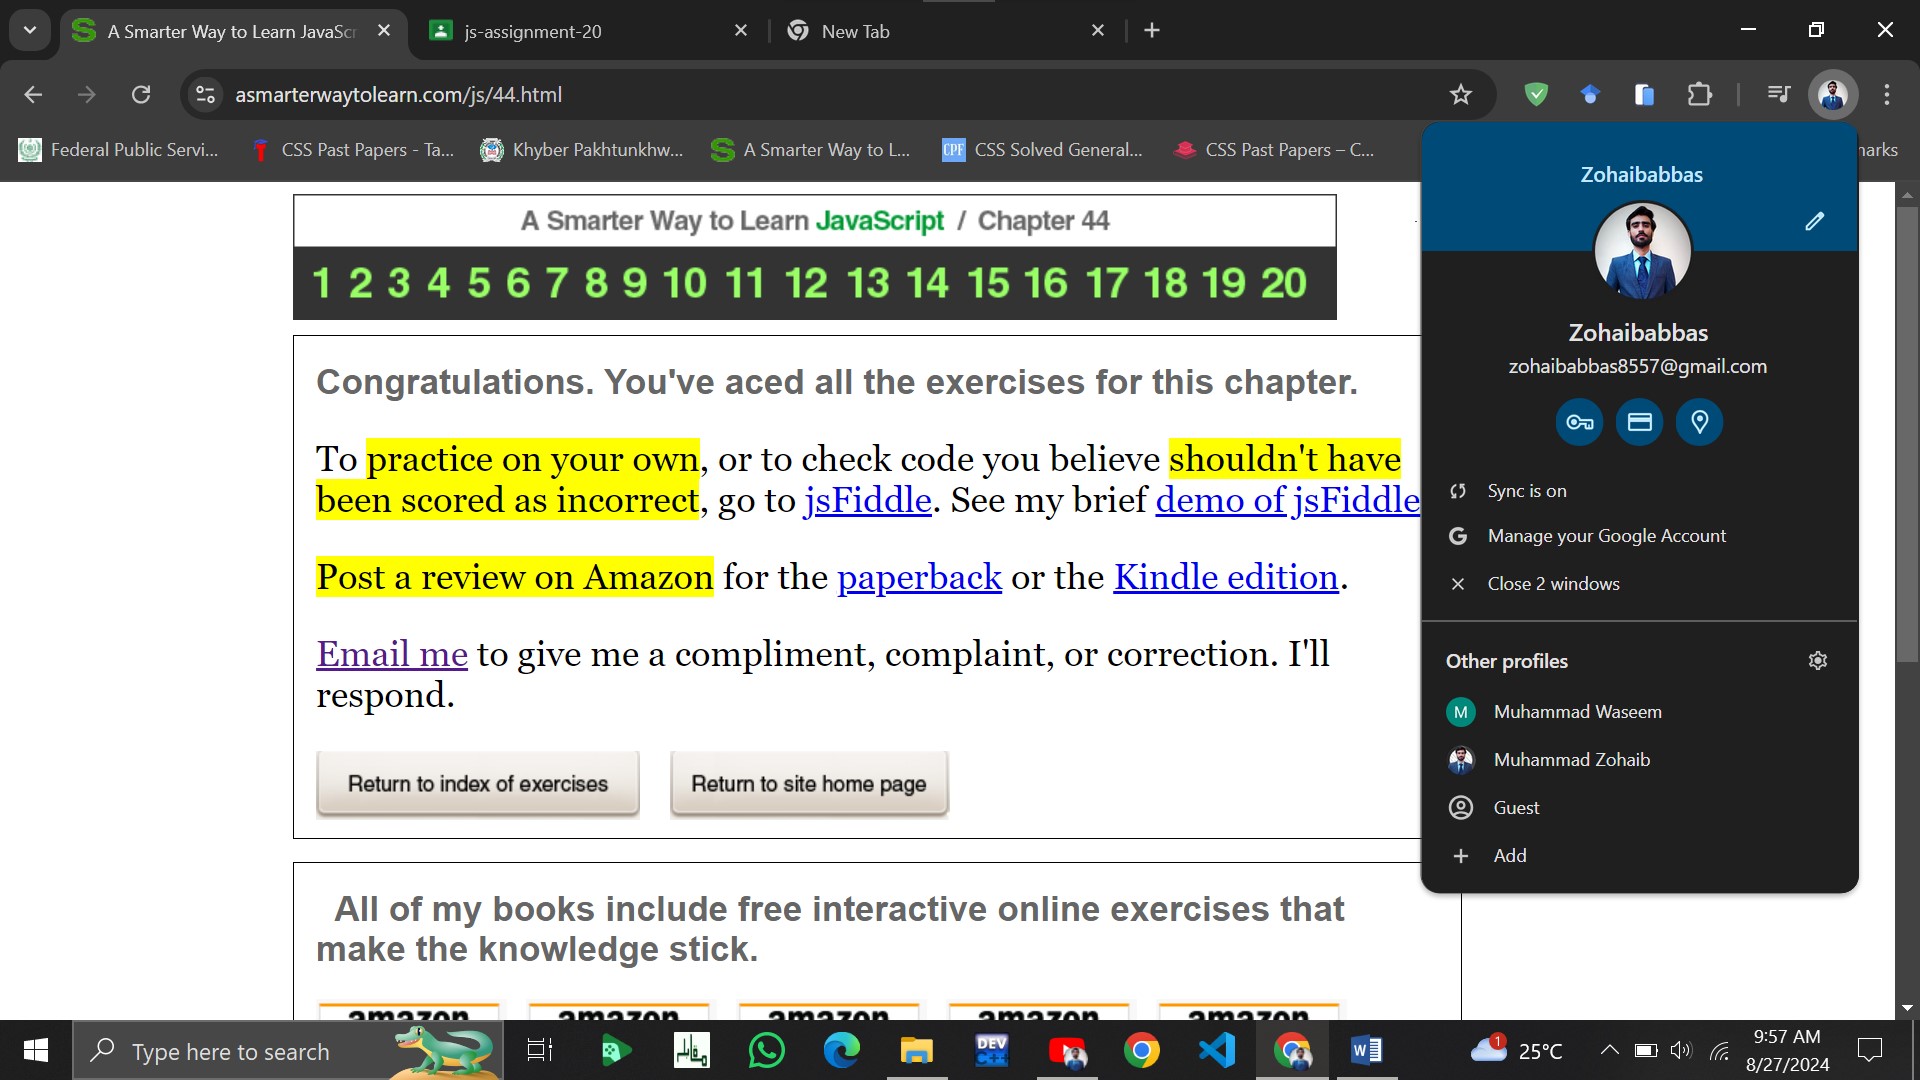 A Smarter Way to Learn JavaScr
js-assignment-20
New Tab
asmarterwaytolearn.com/js/44.html
Federal Public Servi...
CSS Past Papers - Ta...
Khyber Pakhtunkhw...
A Smarter Way to L...
CPF
CSS Solved General...
CSS Past Papers – C...
A Smarter Way to Learn JavaScript / Chapter 44
1 2 3 4 5 6 7 8 9 10 11 12 13 14 15 16 17 18 19 20
Congratulations. You've aced all the exercises for this chapter.
To practice on your own, or to check code you believe shouldn't have
been scored as incorrect, go to jsFiddle. See my brief demo of jsFiddle
Post a review on Amazon for the paperback or the Kindle edition.
Email me to give me a compliment, complaint, or correction. I'll
respond.
Return to index of exercises
Return to site home page
All of my books include free interactive online exercises that
make the knowledge stick.
amazon amazon amazon amazon amazon
Zohaibabbas
Zohaibabbas
zohaibabbas8557@gmail.com
Sync is on
Manage your Google Account
Close 2 windows
Other profiles
M
Muhammad Waseem
Muhammad Zohaib
Guest
Add
Type here to search
DEV
C++
1
25°C
9:57 AM
8/27/2024